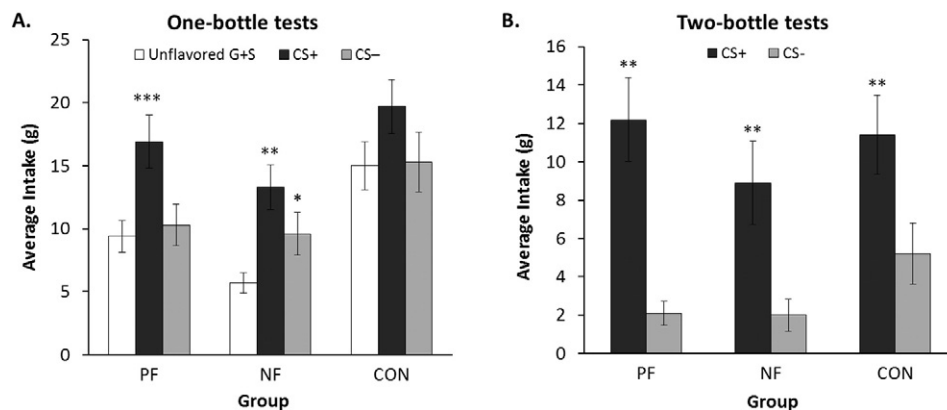 A.
One-bottle tests
Unflavored G+S CS+ CS–
Average Intake (g)
25
20
15
10
5
0
***
**
*
PF NF CON
Group
B.
Two-bottle tests
CS+ CS-
Average Intake (g)
16
14
12
10
8
6
4
2
0
**
**
**
PF NF CON
Group